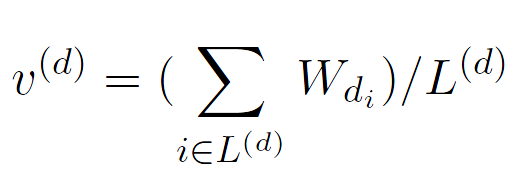 v^{(d)} = (\sum_{i \in L^{(d)}} W_{d_i})/L^{(d)}